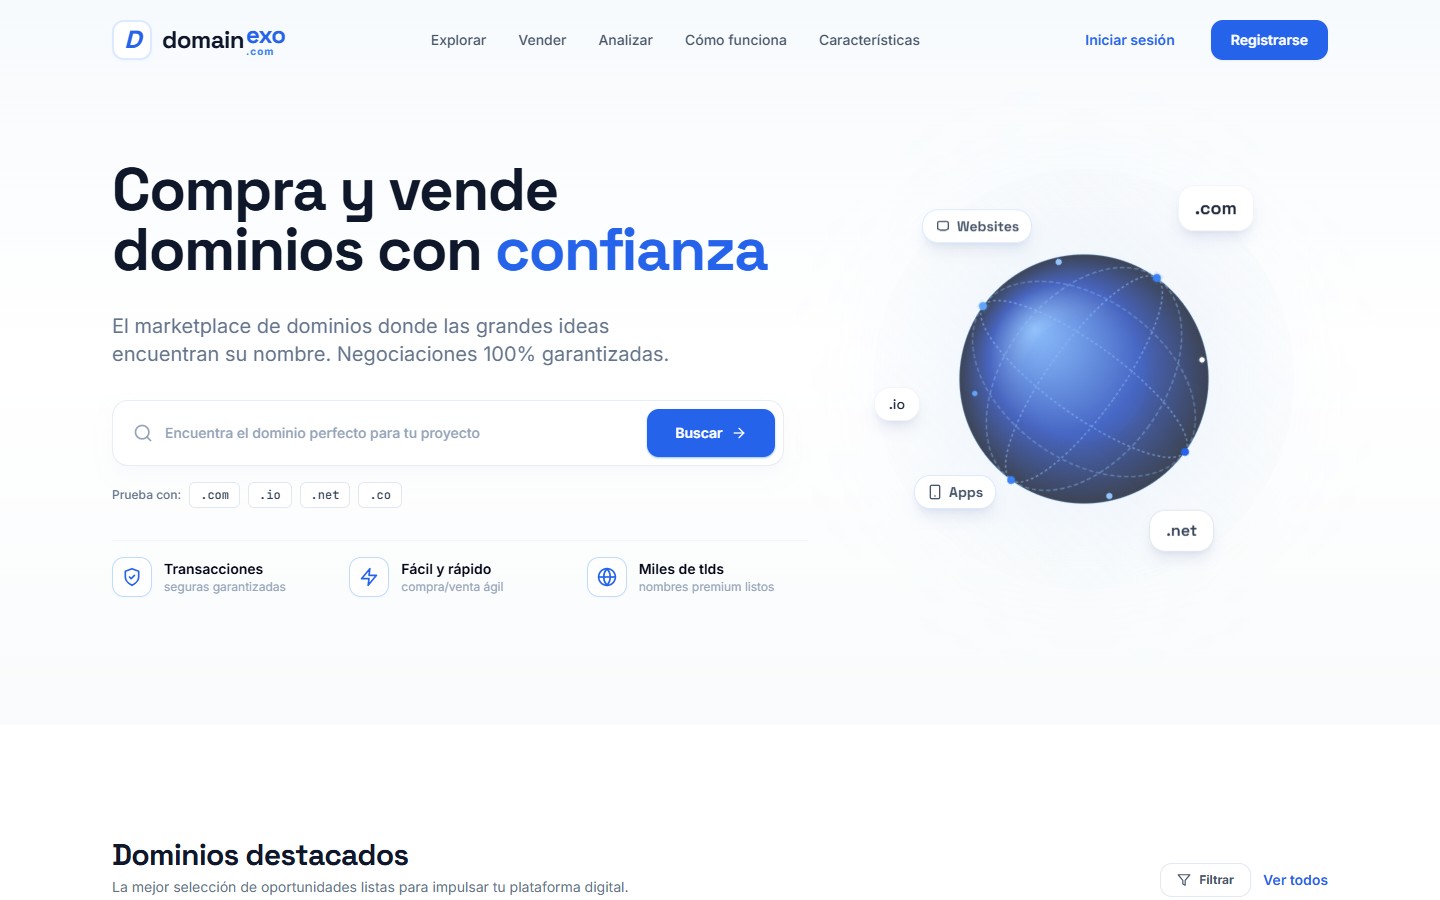 D domainexo
.com
Explorar Vender Analizar Cómo funciona Características
Iniciar sesión Registrarse
Compra y vende
dominios con confianza
El marketplace de dominios donde las grandes ideas
encuentran su nombre. Negociaciones 100% garantizadas.
Encuentra el dominio perfecto para tu proyecto
Buscar
Prueba con: .com .io .net .co
Transacciones
seguras garantizadas
Fácil y rápido
compra/venta ágil
Miles de tlds
nombres premium listos
Websites
.com
.io
Apps
.net
Dominios destacados
La mejor selección de oportunidades listas para impulsar tu plataforma digital.
Filtrar Ver todos